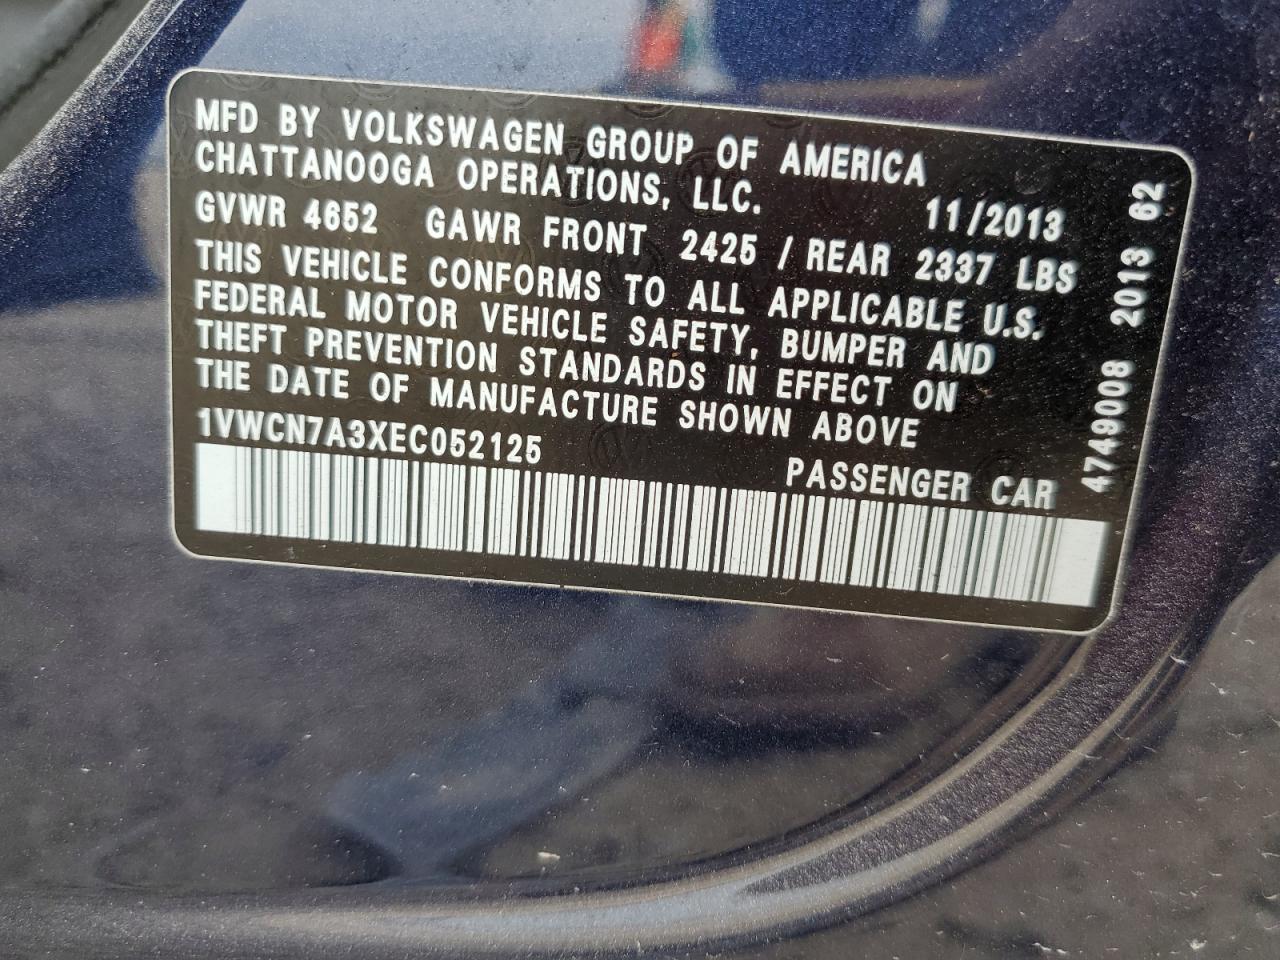 MFD BY VOLKSWAGEN GROUP OF AMERICA
CHATTANOOGA OPERATIONS, LLC. 11/2013
GVWR 4652 GAWR FRONT 2425 / REAR 2337 LBS
THIS VEHICLE CONFORMS TO ALL APPLICABLE U.S.
FEDERAL MOTOR VEHICLE SAFETY, BUMPER AND
THEFT PREVENTION STANDARDS IN EFFECT ON
THE DATE OF MANUFACTURE SHOWN ABOVE
1VWCN7A3XEC052125
PASSENGER CAR
4749008 2013 62